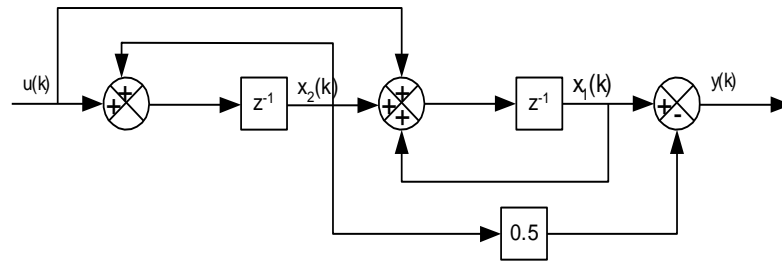 u(k)
+
+
z⁻¹
x₂(k)
+
+
+
z⁻¹
x₁(k)
+
-
y(k)
0.5